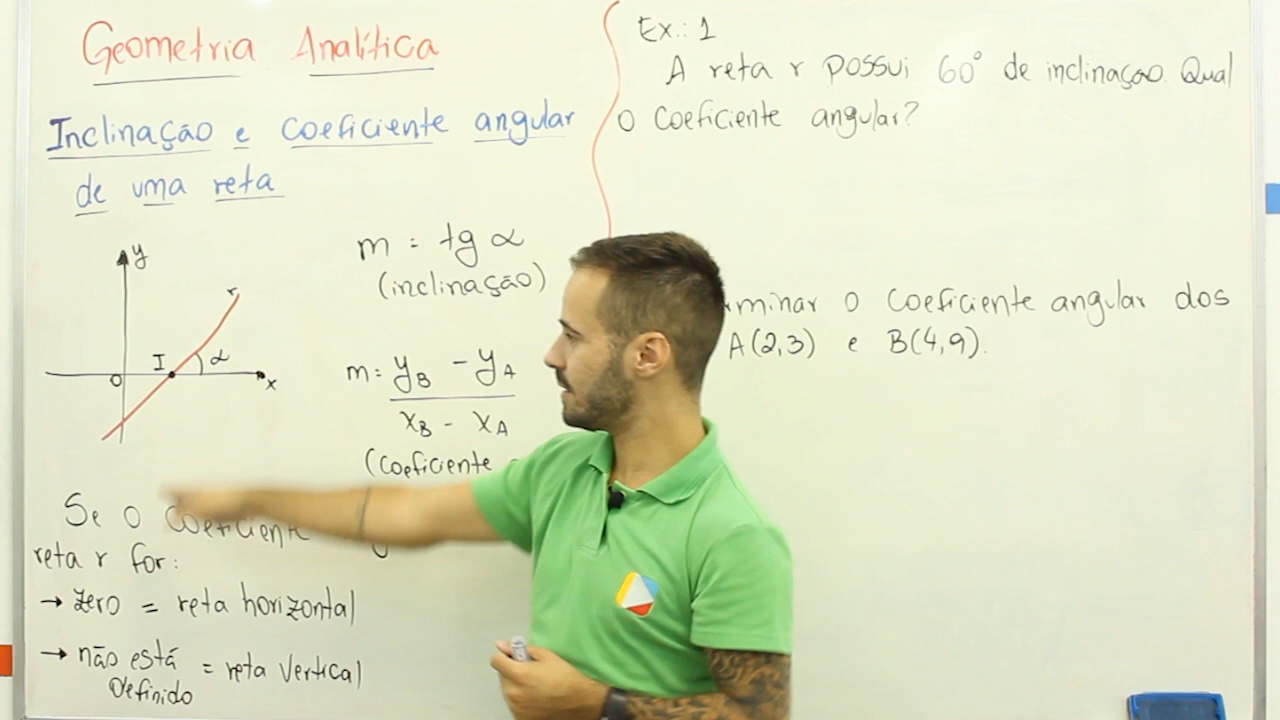 Geometria Analítica
Inclinação e coeficiente angular
de uma reta
y
r
I
α
O
x
m = tg α
(inclinação)
m = yB - yA
xB - xA
(coeficiente
Se o coeficiente
reta r for:
→ zero = reta horizontal
→ não está = reta vertical
definido
Ex.: 1
A reta r possui 60° de inclinação. Qual
o coeficiente angular?
rminar o coeficiente angular dos
A(2,3) e B(4,9).